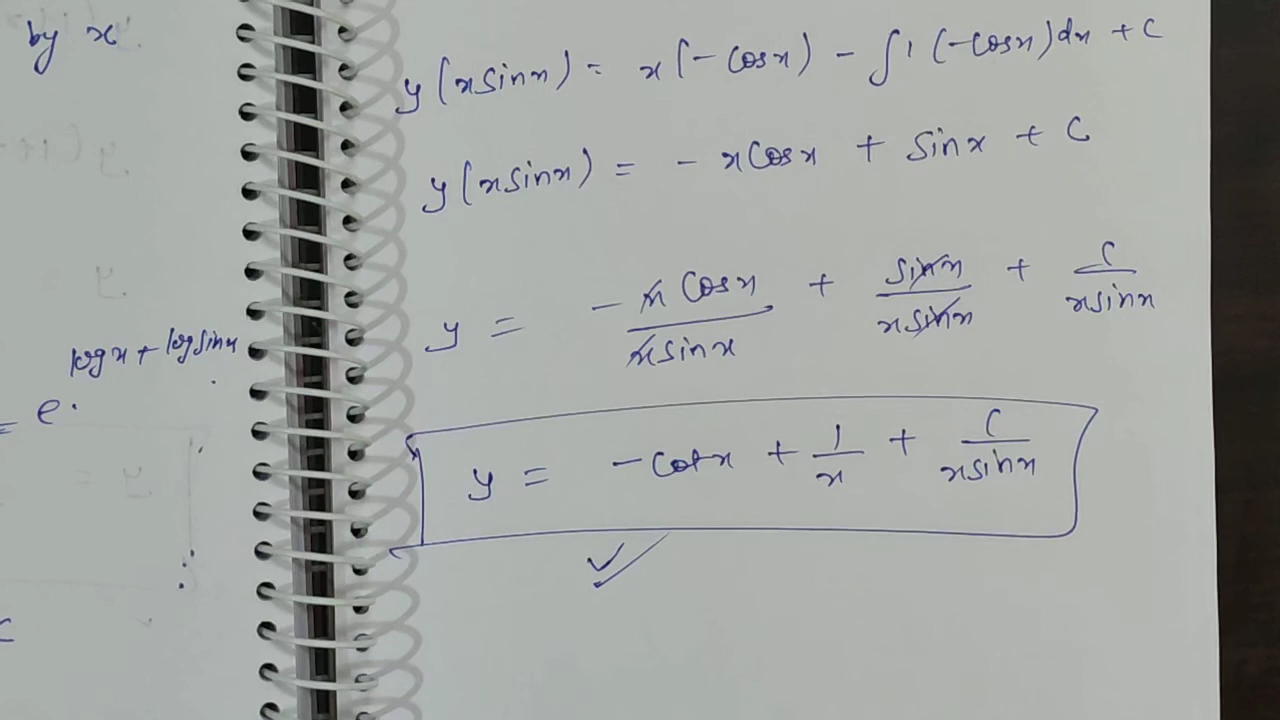 by x
log x + log sin x
= e
y (x sin x) = x (- cos x) - ∫ 1 (- cos x) dx + C
y (x sin x) = - x cos x + sin x + C
y = - x cos x / x sin x + sin x / x sin x + C / x sin x
y = - cot x + 1 / x + C / x sin x